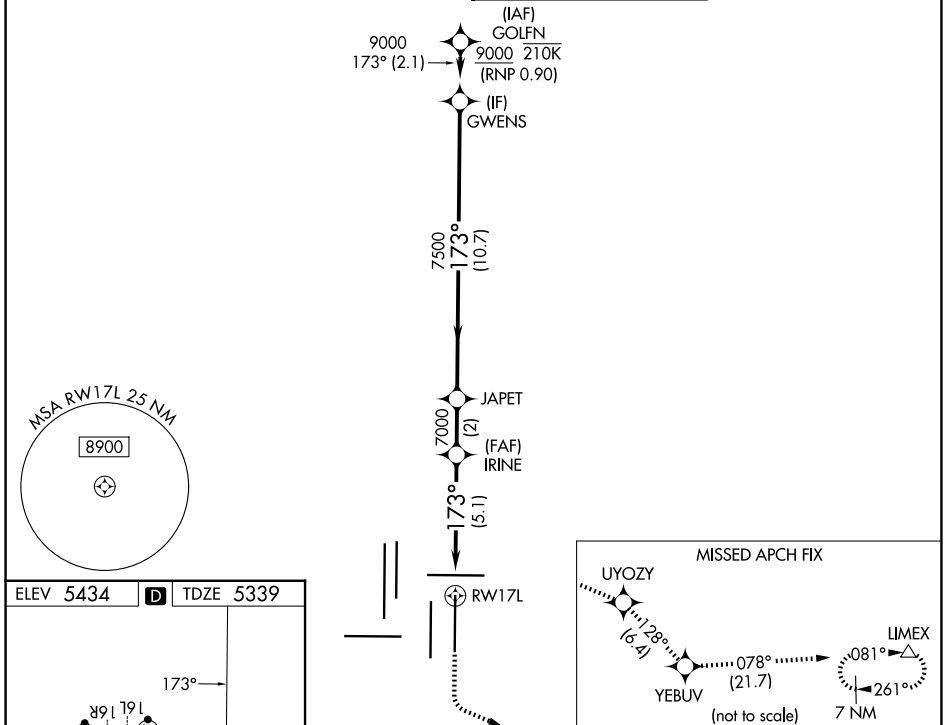 (IAF)
GOLFN
9000
173° (2.1)
9000 210K
(RNP 0.90)
(IF)
GWENS
7500
173°
(10.7)
JAPET
7000
(2)
(FAF)
IRINE
173°
(5.1)
RW17L
MSA RW17L 25 NM
8900
ELEV 5434 D TDZE 5339
173°
16R 16L
MISSED APCH FIX
UYOZY
128°
(6.4)
YEBUV
078°
(21.7)
LIMEX
081°
261°
7 NM
(not to scale)